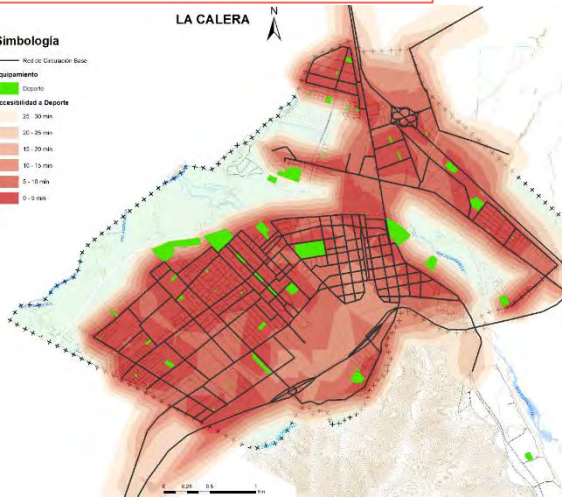 LA CALERA
N
Simbología
Red de Circulación Base
quipamiento
Deporte
ccesibilidad a Deporte
25 - 30 min
20 - 25 min
15 - 20 min
10 - 15 min
5 - 10 min
0 - 5 min
0 0,25 0,5 1
Km